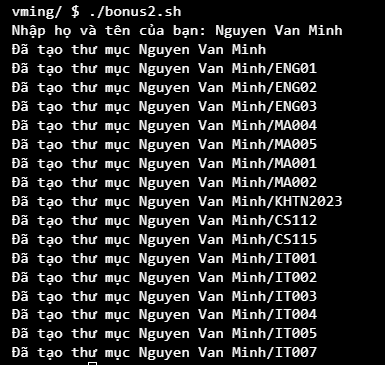 vming/ $ ./bonus2.sh
Nhập họ và tên của bạn: Nguyen Van Minh
Đã tạo thư mục Nguyen Van Minh
Đã tạo thư mục Nguyen Van Minh/ENG01
Đã tạo thư mục Nguyen Van Minh/ENG02
Đã tạo thư mục Nguyen Van Minh/ENG03
Đã tạo thư mục Nguyen Van Minh/MA004
Đã tạo thư mục Nguyen Van Minh/MA005
Đã tạo thư mục Nguyen Van Minh/MA001
Đã tạo thư mục Nguyen Van Minh/MA002
Đã tạo thư mục Nguyen Van Minh/KHTN2023
Đã tạo thư mục Nguyen Van Minh/CS112
Đã tạo thư mục Nguyen Van Minh/CS115
Đã tạo thư mục Nguyen Van Minh/IT001
Đã tạo thư mục Nguyen Van Minh/IT002
Đã tạo thư mục Nguyen Van Minh/IT003
Đã tạo thư mục Nguyen Van Minh/IT004
Đã tạo thư mục Nguyen Van Minh/IT005
Đã tạo thư mục Nguyen Van Minh/IT007